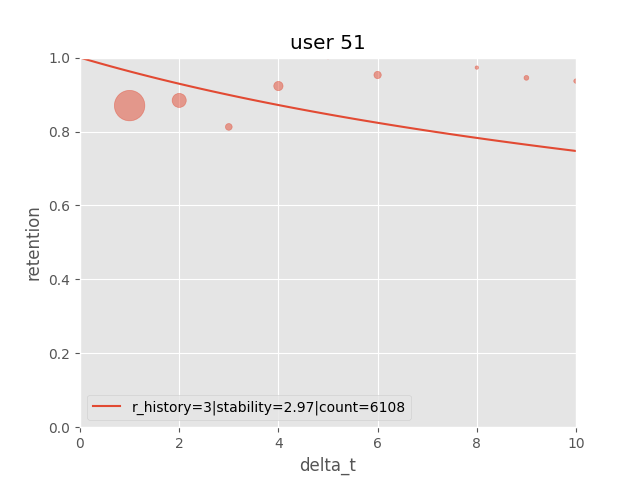 user 51
1.0
0.8
0.6
0.4
0.2
0.0
retention
r_history=3|stability=2.97|count=6108
0 2 4 6 8 10
delta_t